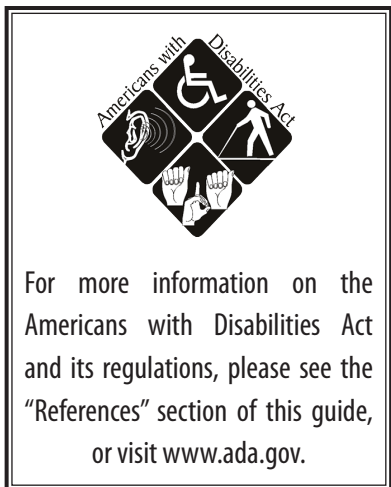 Americans with Disabilities Act
For more information on the
Americans with Disabilities Act
and its regulations, please see the
“References” section of this guide,
or visit www.ada.gov.